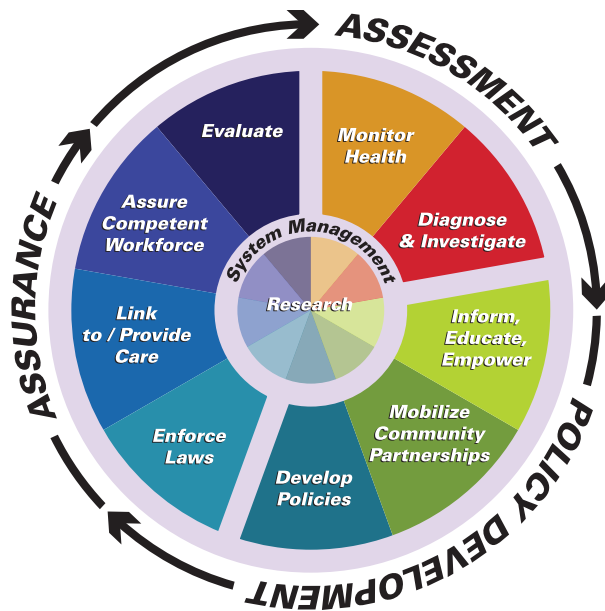 ASSESSMENT
Monitor
Health
Diagnose
& Investigate
POLICY DEVELOPMENT
Inform,
Educate,
Empower
Mobilize
Community
Partnerships
Develop
Policies
ASSURANCE
Enforce
Laws
Link
to / Provide
Care
Assure
Competent
Workforce
Evaluate
System Management
Research